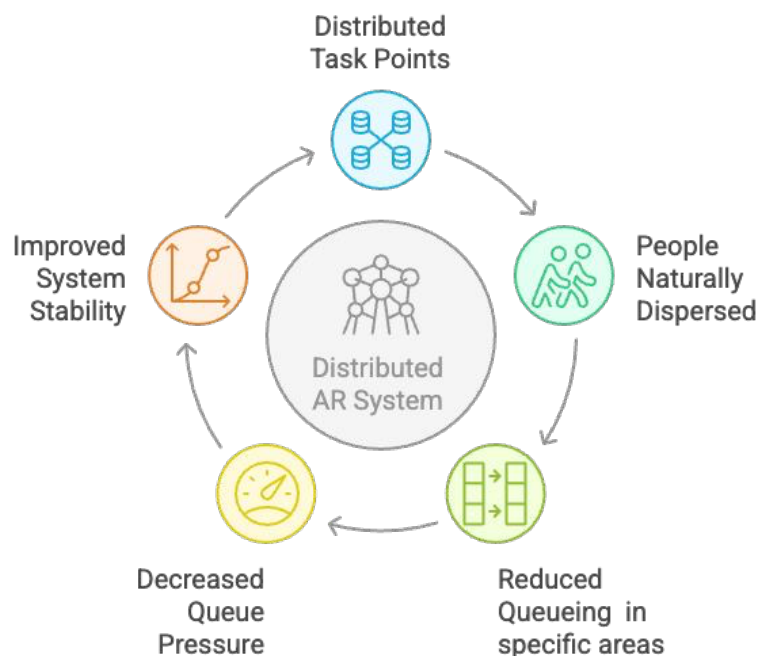 Distributed
Task Points
People
Naturally
Dispersed
Reduced
Queueing in
specific areas
Decreased
Queue
Pressure
Improved
System
Stability
Distributed
AR System